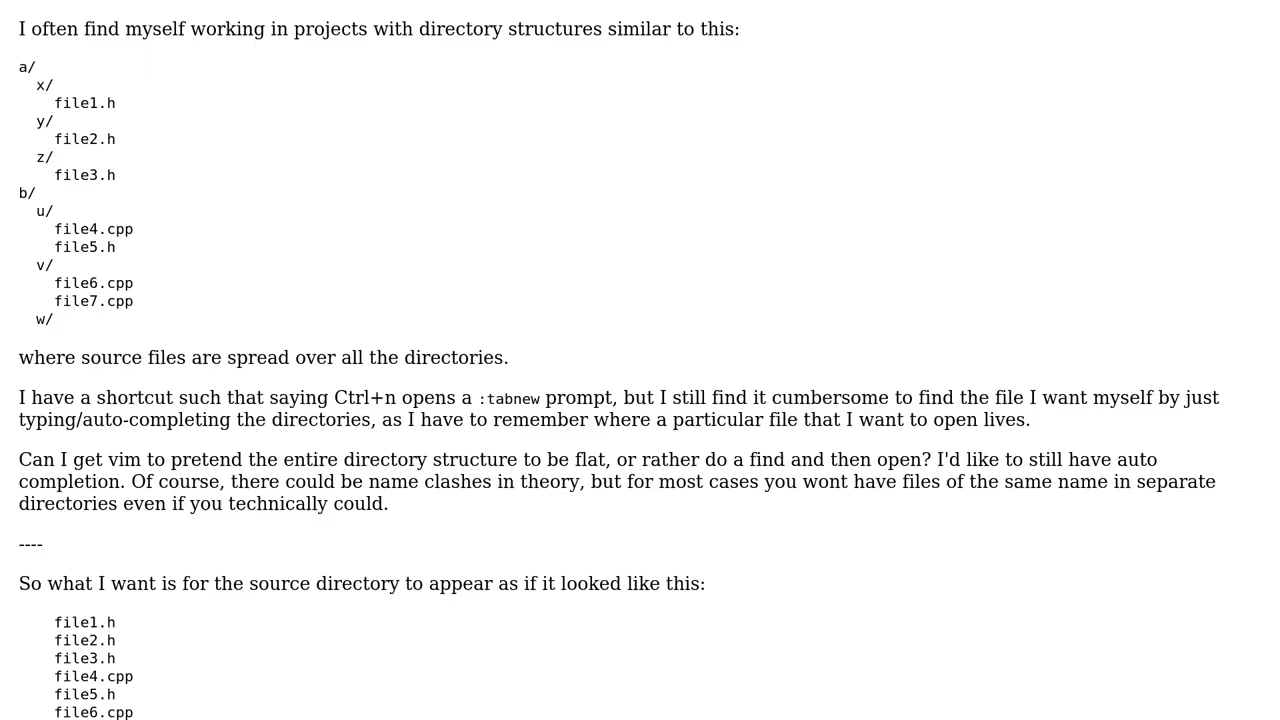 I often find myself working in projects with directory structures similar to this:
a/
  x/
    file1.h
  y/
    file2.h
  z/
    file3.h
b/
  u/
    file4.cpp
    file5.h
  v/
    file6.cpp
    file7.cpp
  w/
where source files are spread over all the directories.
I have a shortcut such that saying Ctrl+n opens a :tabnew prompt, but I still find it cumbersome to find the file I want myself by just
typing/auto-completing the directories, as I have to remember where a particular file that I want to open lives.
Can I get vim to pretend the entire directory structure to be flat, or rather do a find and then open? I'd like to still have auto
completion. Of course, there could be name clashes in theory, but for most cases you wont have files of the same name in separate
directories even if you technically could.
----
So what I want is for the source directory to appear as if it looked like this:
    file1.h
    file2.h
    file3.h
    file4.cpp
    file5.h
    file6.cpp